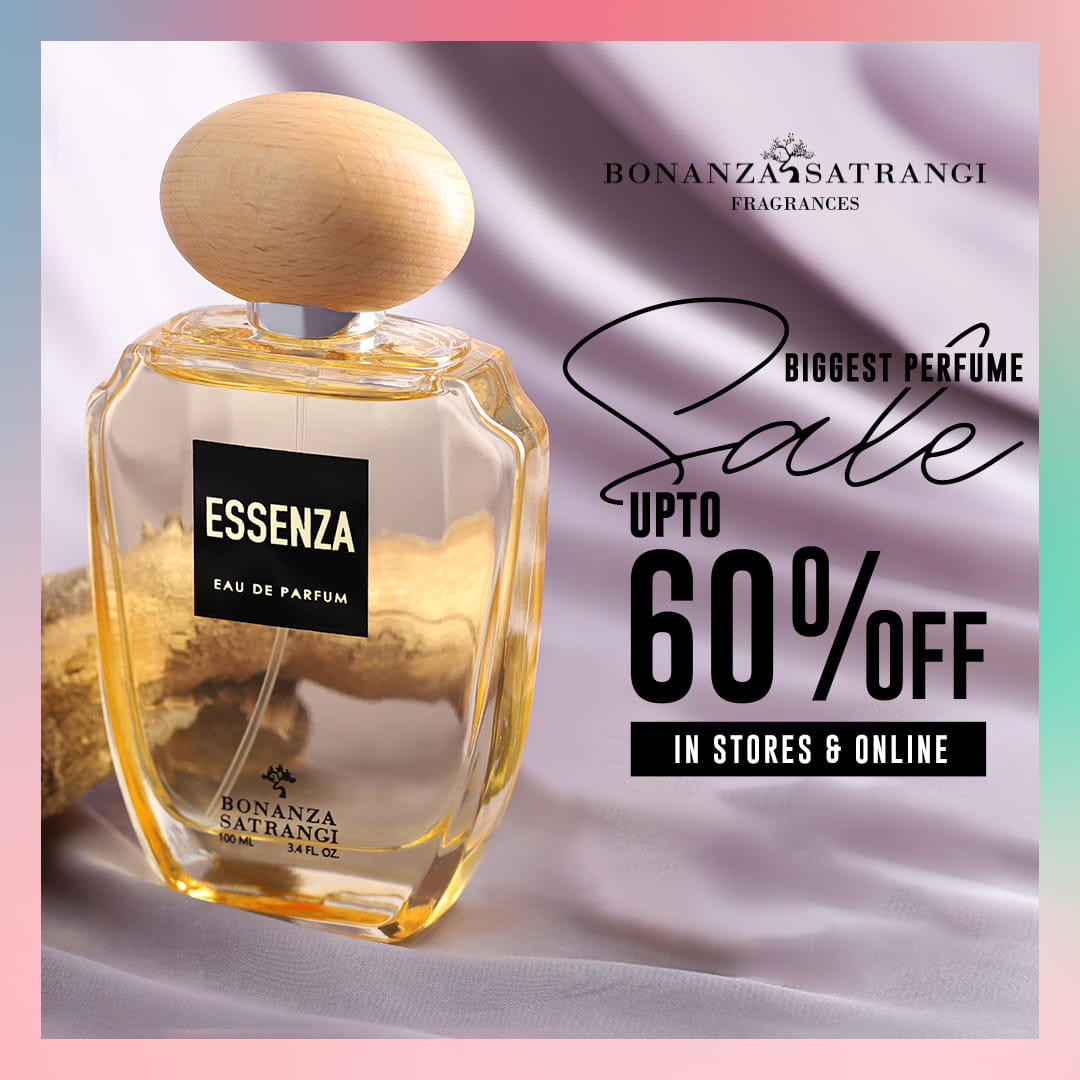 BONANZA SATRANGI
FRAGRANCES
BIGGEST PERFUME
Sale
UPTO
60% OFF
IN STORES & ONLINE
ESSENZA
EAU DE PARFUM
BONANZA
SATRANGI
100 ML 3.4 FL. OZ.